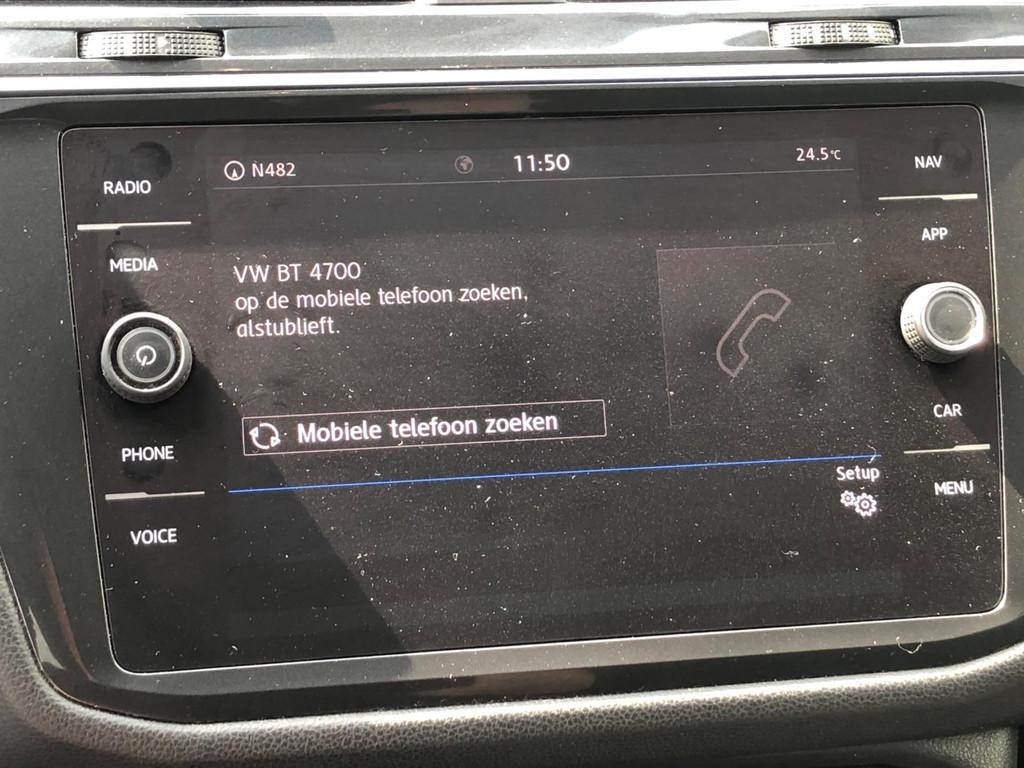 N482
11:50
24.5°C
RADIO
MEDIA
PHONE
VOICE
VW BT 4700
op de mobiele telefoon zoeken,
alstublieft.
Mobiele telefoon zoeken
Setup
NAV
APP
CAR
MENU